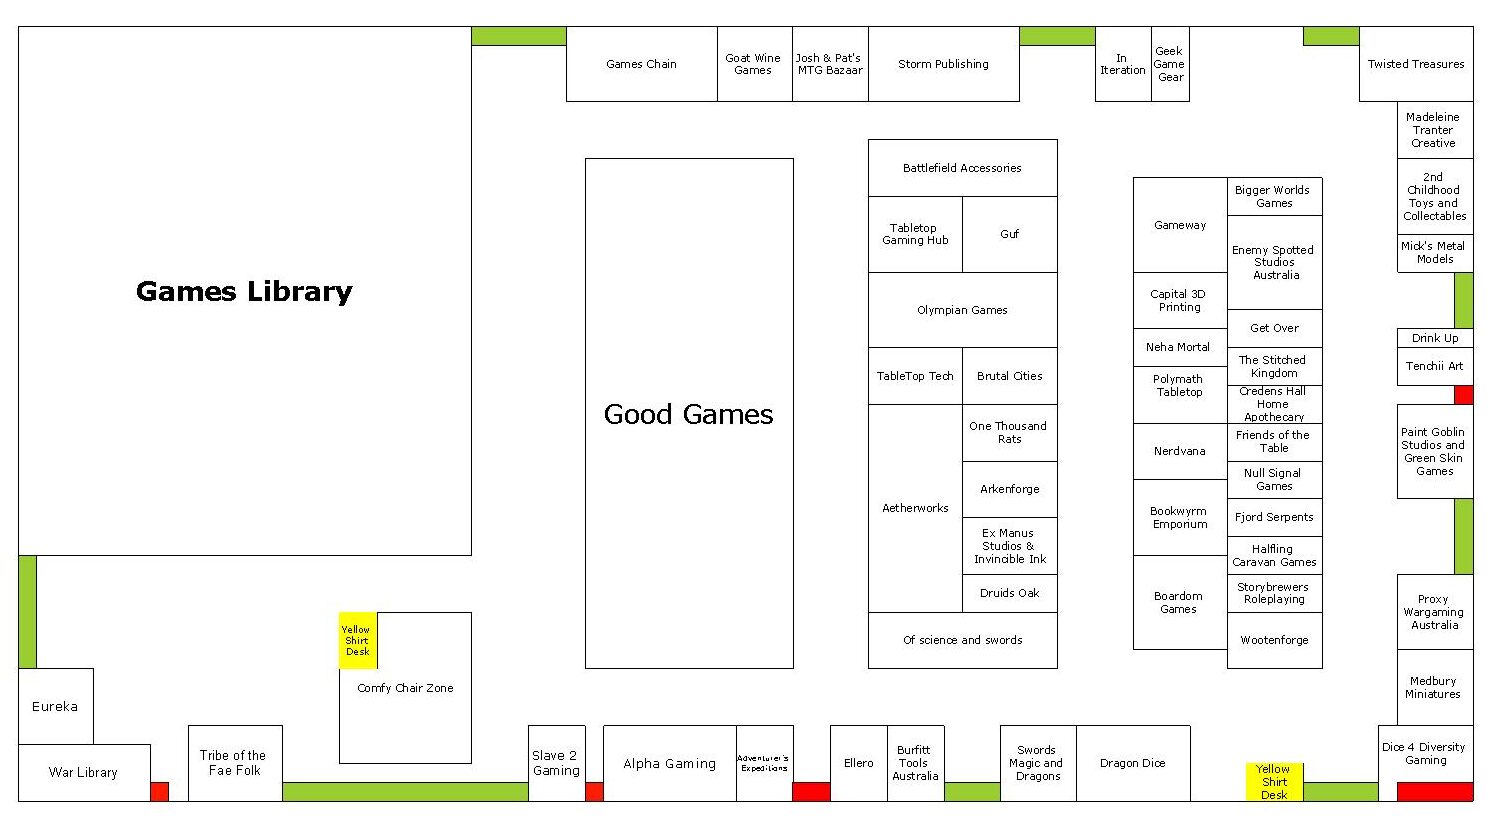 Games Chain
Goat Wine
Games
Josh & Pat's
MTG Bazaar
Storm Publishing
In
Iteration
Geek
Game
Gear
Twisted Treasures
Madeleine
Tranter
Creative
2nd
Childhood
Toys and
Collectables
Mick's Metal
Models
Games Library
Good Games
Battlefield Accessories
Tabletop
Gaming Hub
Guf
Olympian Games
TableTop Tech
Brutal Cities
Aetherworks
One Thousand
Rats
Arkenforge
Ex Manus
Studios &
Invincible Ink
Druids Oak
Of science and swords
Gameway
Capital 3D
Printing
Neha Mortal
Polymath
Tabletop
Nerdvana
Bookwyrm
Emporium
Boardom
Games
Bigger Worlds
Games
Enemy Spotted
Studios
Australia
Get Over
The Stitched
Kingdom
Credens Hall
Home
Apothecary
Friends of the
Table
Null Signal
Games
Fjord Serpents
Halfling
Caravan Games
Storybrewers
Roleplaying
Wootenforge
Drink Up
Tenchii Art
Paint Goblin
Studios and
Green Skin
Games
Proxy
Wargaming
Australia
Medbury
Miniatures
Dice 4 Diversity
Gaming
Yellow
Shirt
Desk
Comfy Chair Zone
Eureka
War Library
Tribe of the
Fae Folk
Slave 2
Gaming
Alpha Gaming
Adventurer's
Expeditions
Ellero
Burfitt
Tools
Australia
Swords
Magic and
Dragons
Dragon Dice
Yellow
Shirt
Desk